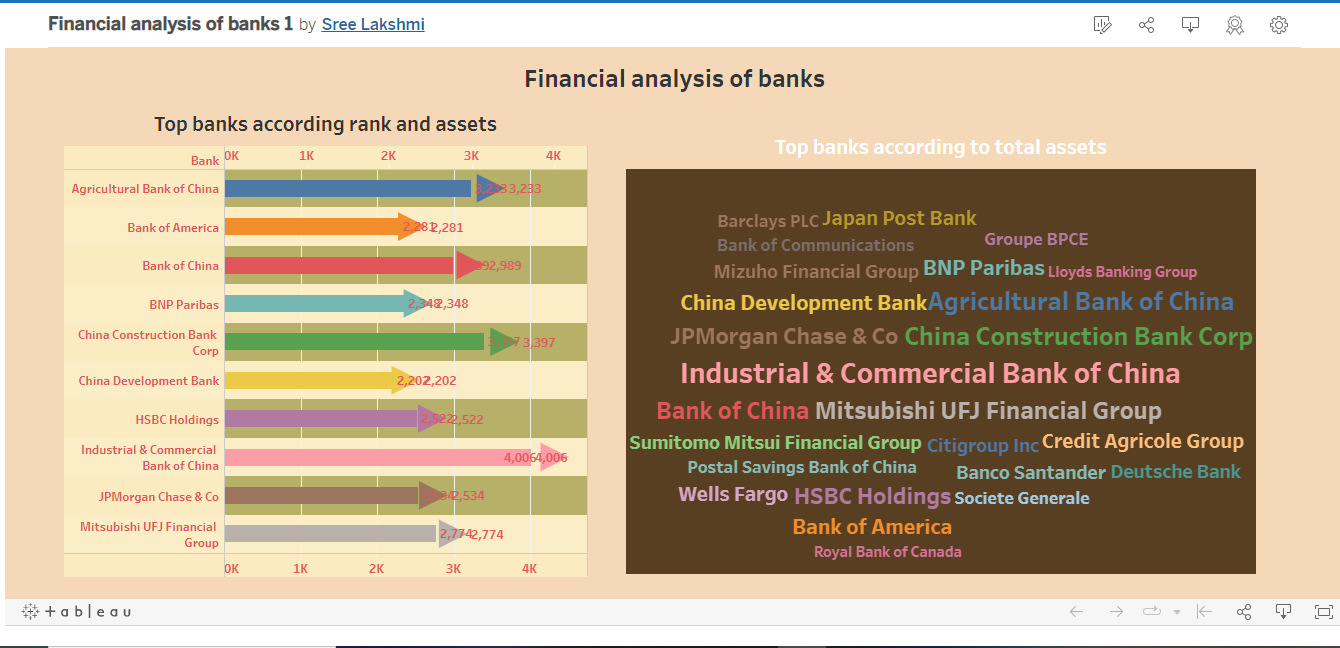 Financial analysis of banks 1 by Sree Lakshmi
Financial analysis of banks
Top banks according rank and assets
Bank
0K 1K 2K 3K 4K
Agricultural Bank of China 3,233 3,233
Bank of America 2,281 2,281
Bank of China 2,989
BNP Paribas 2,348 2,348
China Construction Bank
Corp
3,397
China Development Bank 2,202 2,202
HSBC Holdings 2,522 2,522
Industrial & Commercial
Bank of China
4,006 4,006
JPMorgan Chase & Co 2,534
Mitsubishi UFJ Financial
Group
2,774 2,774
0K 1K 2K 3K 4K
Top banks according to total assets
Barclays PLC Japan Post Bank
Groupe BPCE
Bank of Communications
Mizuho Financial Group BNP Paribas Lloyds Banking Group
China Development Bank Agricultural Bank of China
JPMorgan Chase & Co China Construction Bank Corp
Industrial & Commercial Bank of China
Bank of China Mitsubishi UFJ Financial Group
Sumitomo Mitsui Financial Group Citigroup Inc Credit Agricole Group
Postal Savings Bank of China Banco Santander Deutsche Bank
Wells Fargo HSBC Holdings Societe Generale
Bank of America
Royal Bank of Canada
+ableau